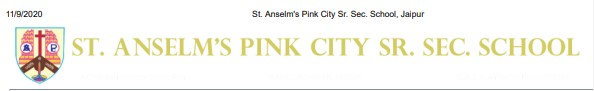 11/9/2020 St. Anselm's Pink City Sr. Sec. School, Jaipur
ST. ANSELM'S PINK CITY SR. SEC. SCHOOL